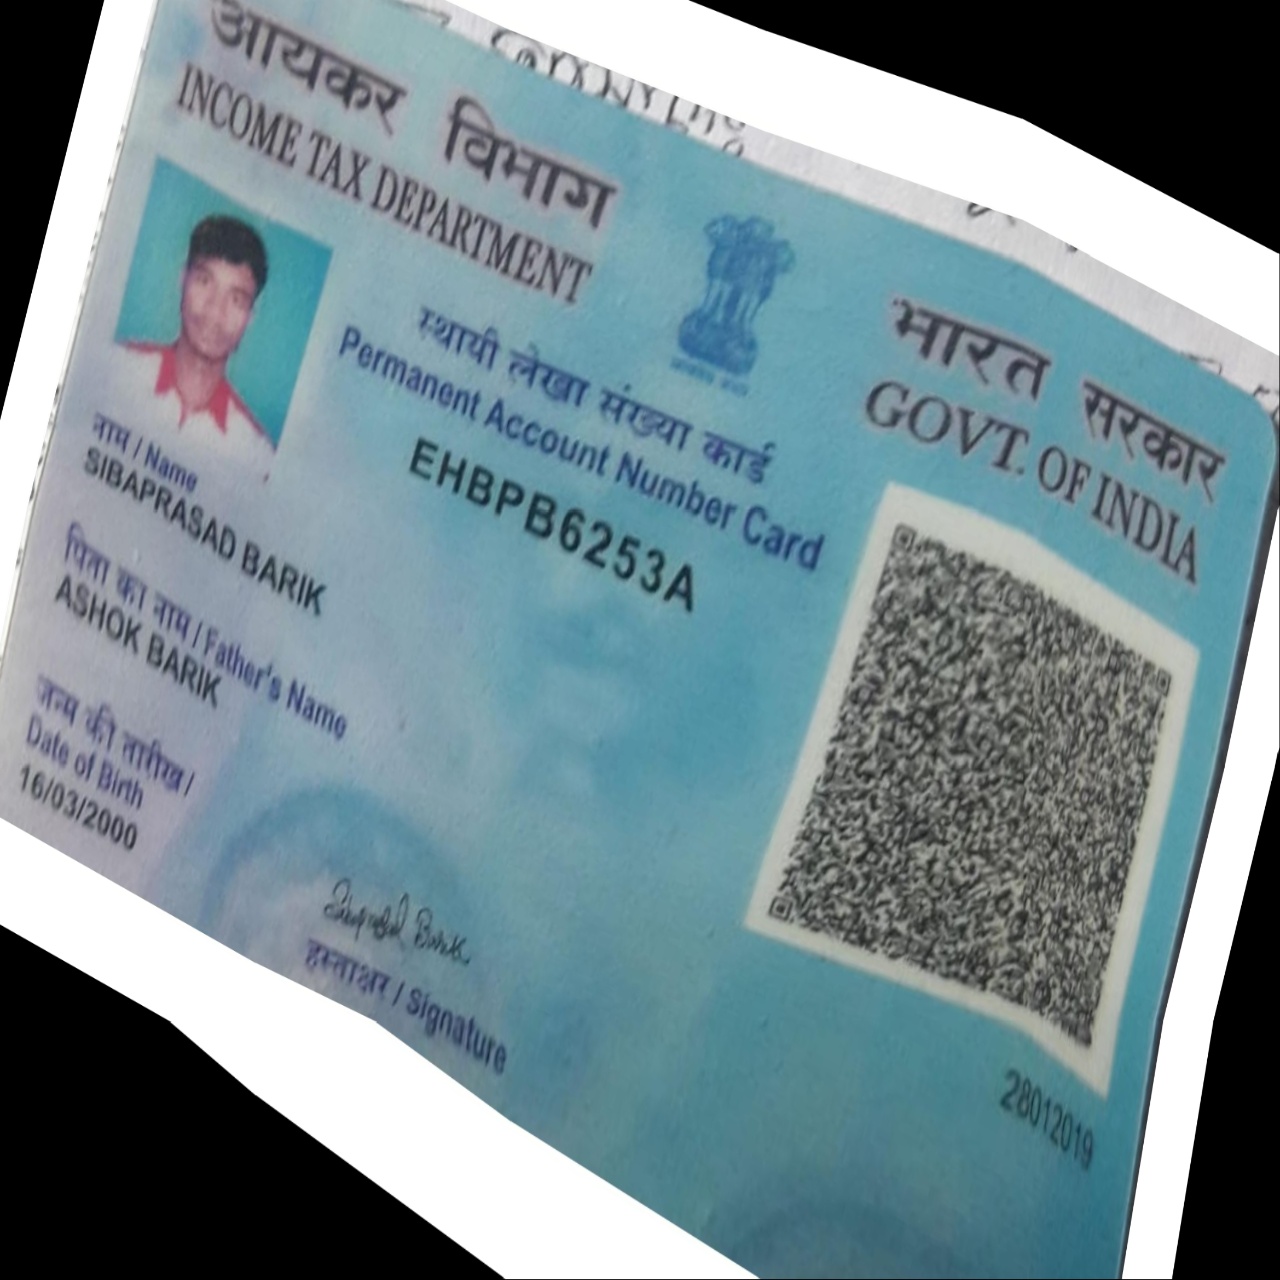 आयकर विभाग
INCOME TAX DEPARTMENT
भारत सरकार
GOVT. OF INDIA
स्थायी लेखा संख्या कार्ड
Permanent Account Number Card
EHBPB6253A
नाम / Name
SIBAPRASAD BARIK
पिता का नाम / Father's Name
ASHOK BARIK
जन्म की तारीख /
Date of Birth
16/03/2000
Sibaprasad Barik
हस्ताक्षर / Signature
28012019